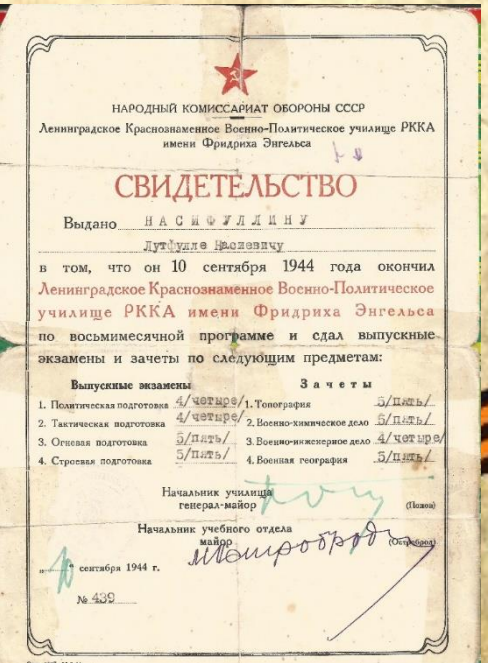 НАРОДНЫЙ КОМИССАРИАТ ОБОРОНЫ СССР
Ленинградское Краснознаменное Военно-Политическое училище РККА
имени Фридриха Энгельса
СВИДЕТЕЛЬСТВО
Выдано НАСИФУЛЛИНУ
Лутфулле Насиевичу
в том, что он 10 сентября 1944 года окончил
Ленинградское Краснознаменное Военно-Политическое
училище РККА имени Фридриха Энгельса
по восьмимесячной программе и сдал выпускные
экзамены и зачеты по следующим предметам:
Выпускные экзамены
1. Политическая подготовка 4/четыре/
2. Тактическая подготовка 4/четыре/
3. Огневая подготовка 5/пять/
4. Строевая подготовка 5/пять/
Зачеты
1. Топография 5/пять/
2. Военно-химическое дело 5/пять/
3. Военно-инженерное дело 4/четыре/
4. Военная география 5/пять/
Начальник училища
генерал-майор
Начальник учебного отдела
майор (Остроброд)
„10" сентября 1944 г.
№ 439